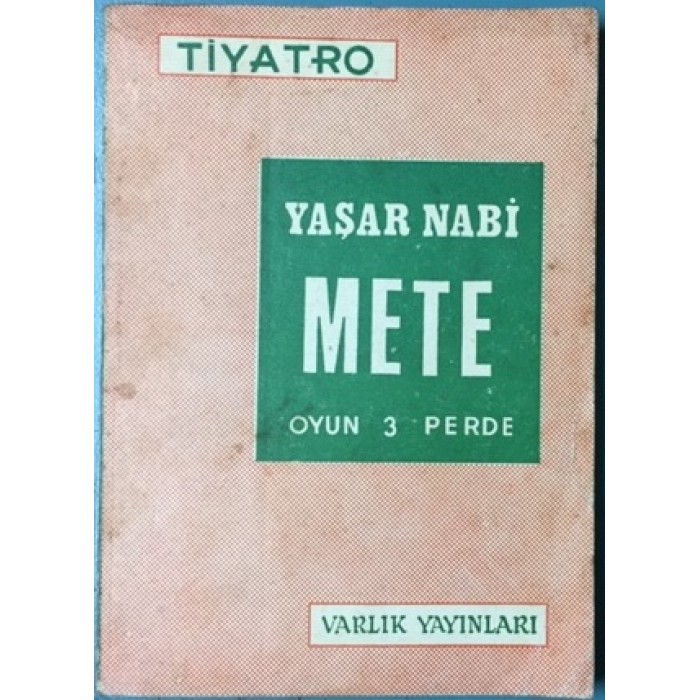 TİYATRO
YAŞAR NABİ
METE
OYUN 3 PERDE
VARLIK YAYINLARI